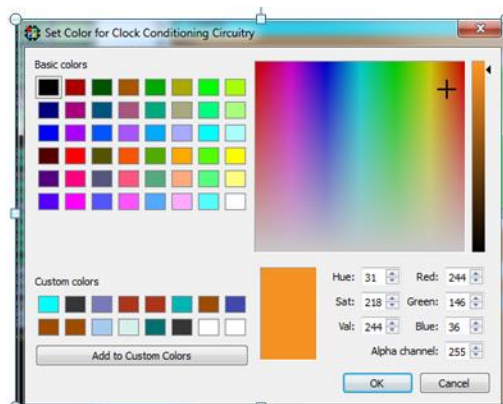 Set Color for Clock Conditioning Circuitry
Basic colors
Custom colors
Add to Custom Colors
Hue: 31 Red: 244
Sat: 218 Green: 146
Val: 244 Blue: 36
Alpha channel: 255
OK Cancel